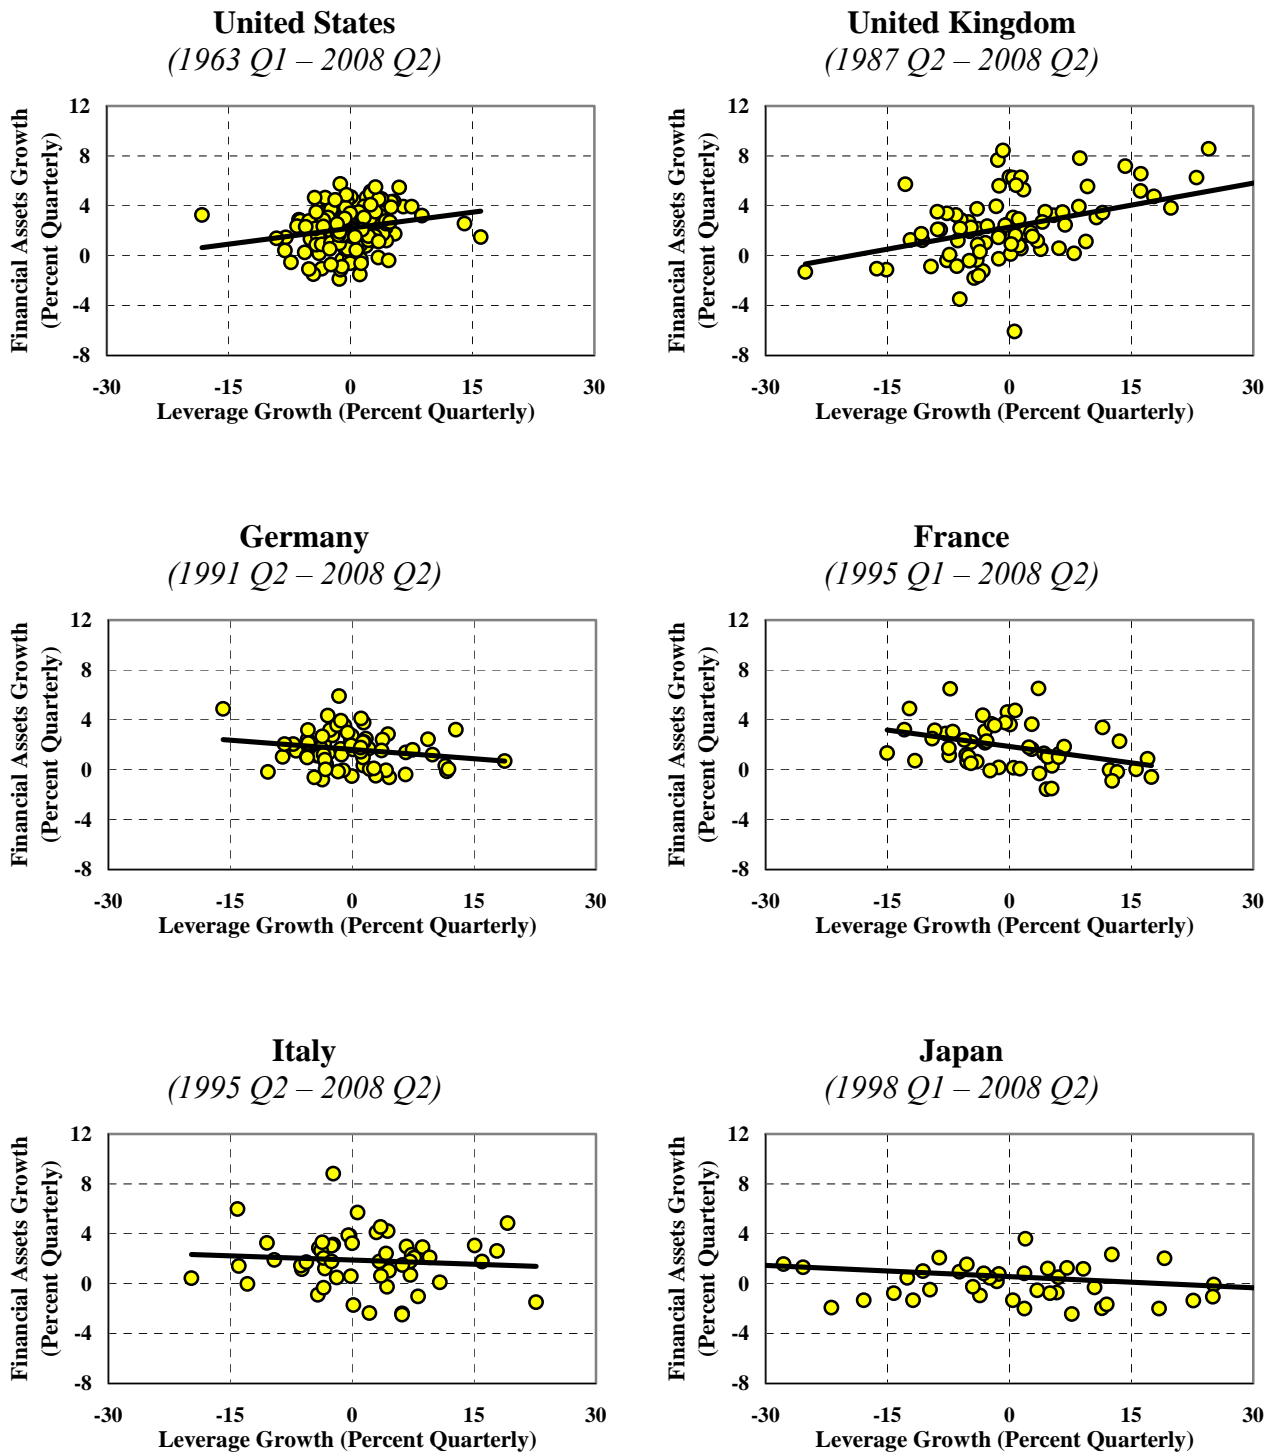 United States
(1963 Q1 – 2008 Q2)
Financial Assets Growth
(Percent Quarterly)
12
8
4
0
-4
-8
-30
-15
0
15
30
Leverage Growth (Percent Quarterly)
United Kingdom
(1987 Q2 – 2008 Q2)
Financial Assets Growth
(Percent Quarterly)
12
8
4
0
-4
-8
-30
-15
0
15
30
Leverage Growth (Percent Quarterly)
Germany
(1991 Q2 – 2008 Q2)
Financial Assets Growth
(Percent Quarterly)
12
8
4
0
-4
-8
-30
-15
0
15
30
Leverage Growth (Percent Quarterly)
France
(1995 Q1 – 2008 Q2)
Financial Assets Growth
(Percent Quarterly)
12
8
4
0
-4
-8
-30
-15
0
15
30
Leverage Growth (Percent Quarterly)
Italy
(1995 Q2 – 2008 Q2)
Financial Assets Growth
(Percent Quarterly)
12
8
4
0
-4
-8
-30
-15
0
15
30
Leverage Growth (Percent Quarterly)
Japan
(1998 Q1 – 2008 Q2)
Financial Assets Growth
(Percent Quarterly)
12
8
4
0
-4
-8
-30
-15
0
15
30
Leverage Growth (Percent Quarterly)